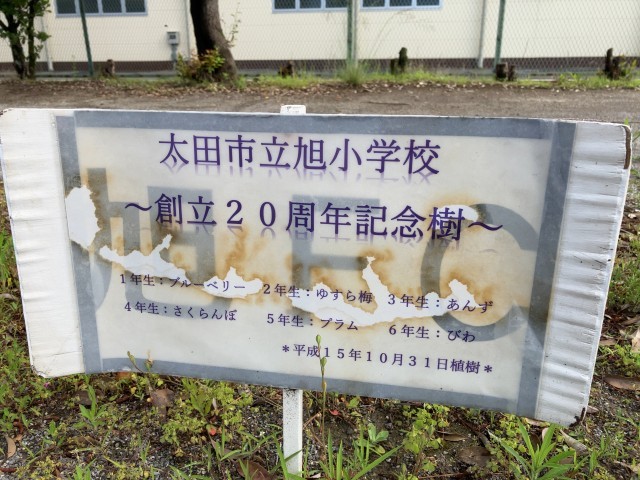 太田市立旭小学校
～創立２０周年記念樹～
１年生：ブルーベリー　２年生：ゆすら梅　３年生：あんず
４年生：さくらんぼ　５年生：プラム　６年生：びわ
＊平成１５年１０月３１日植樹＊